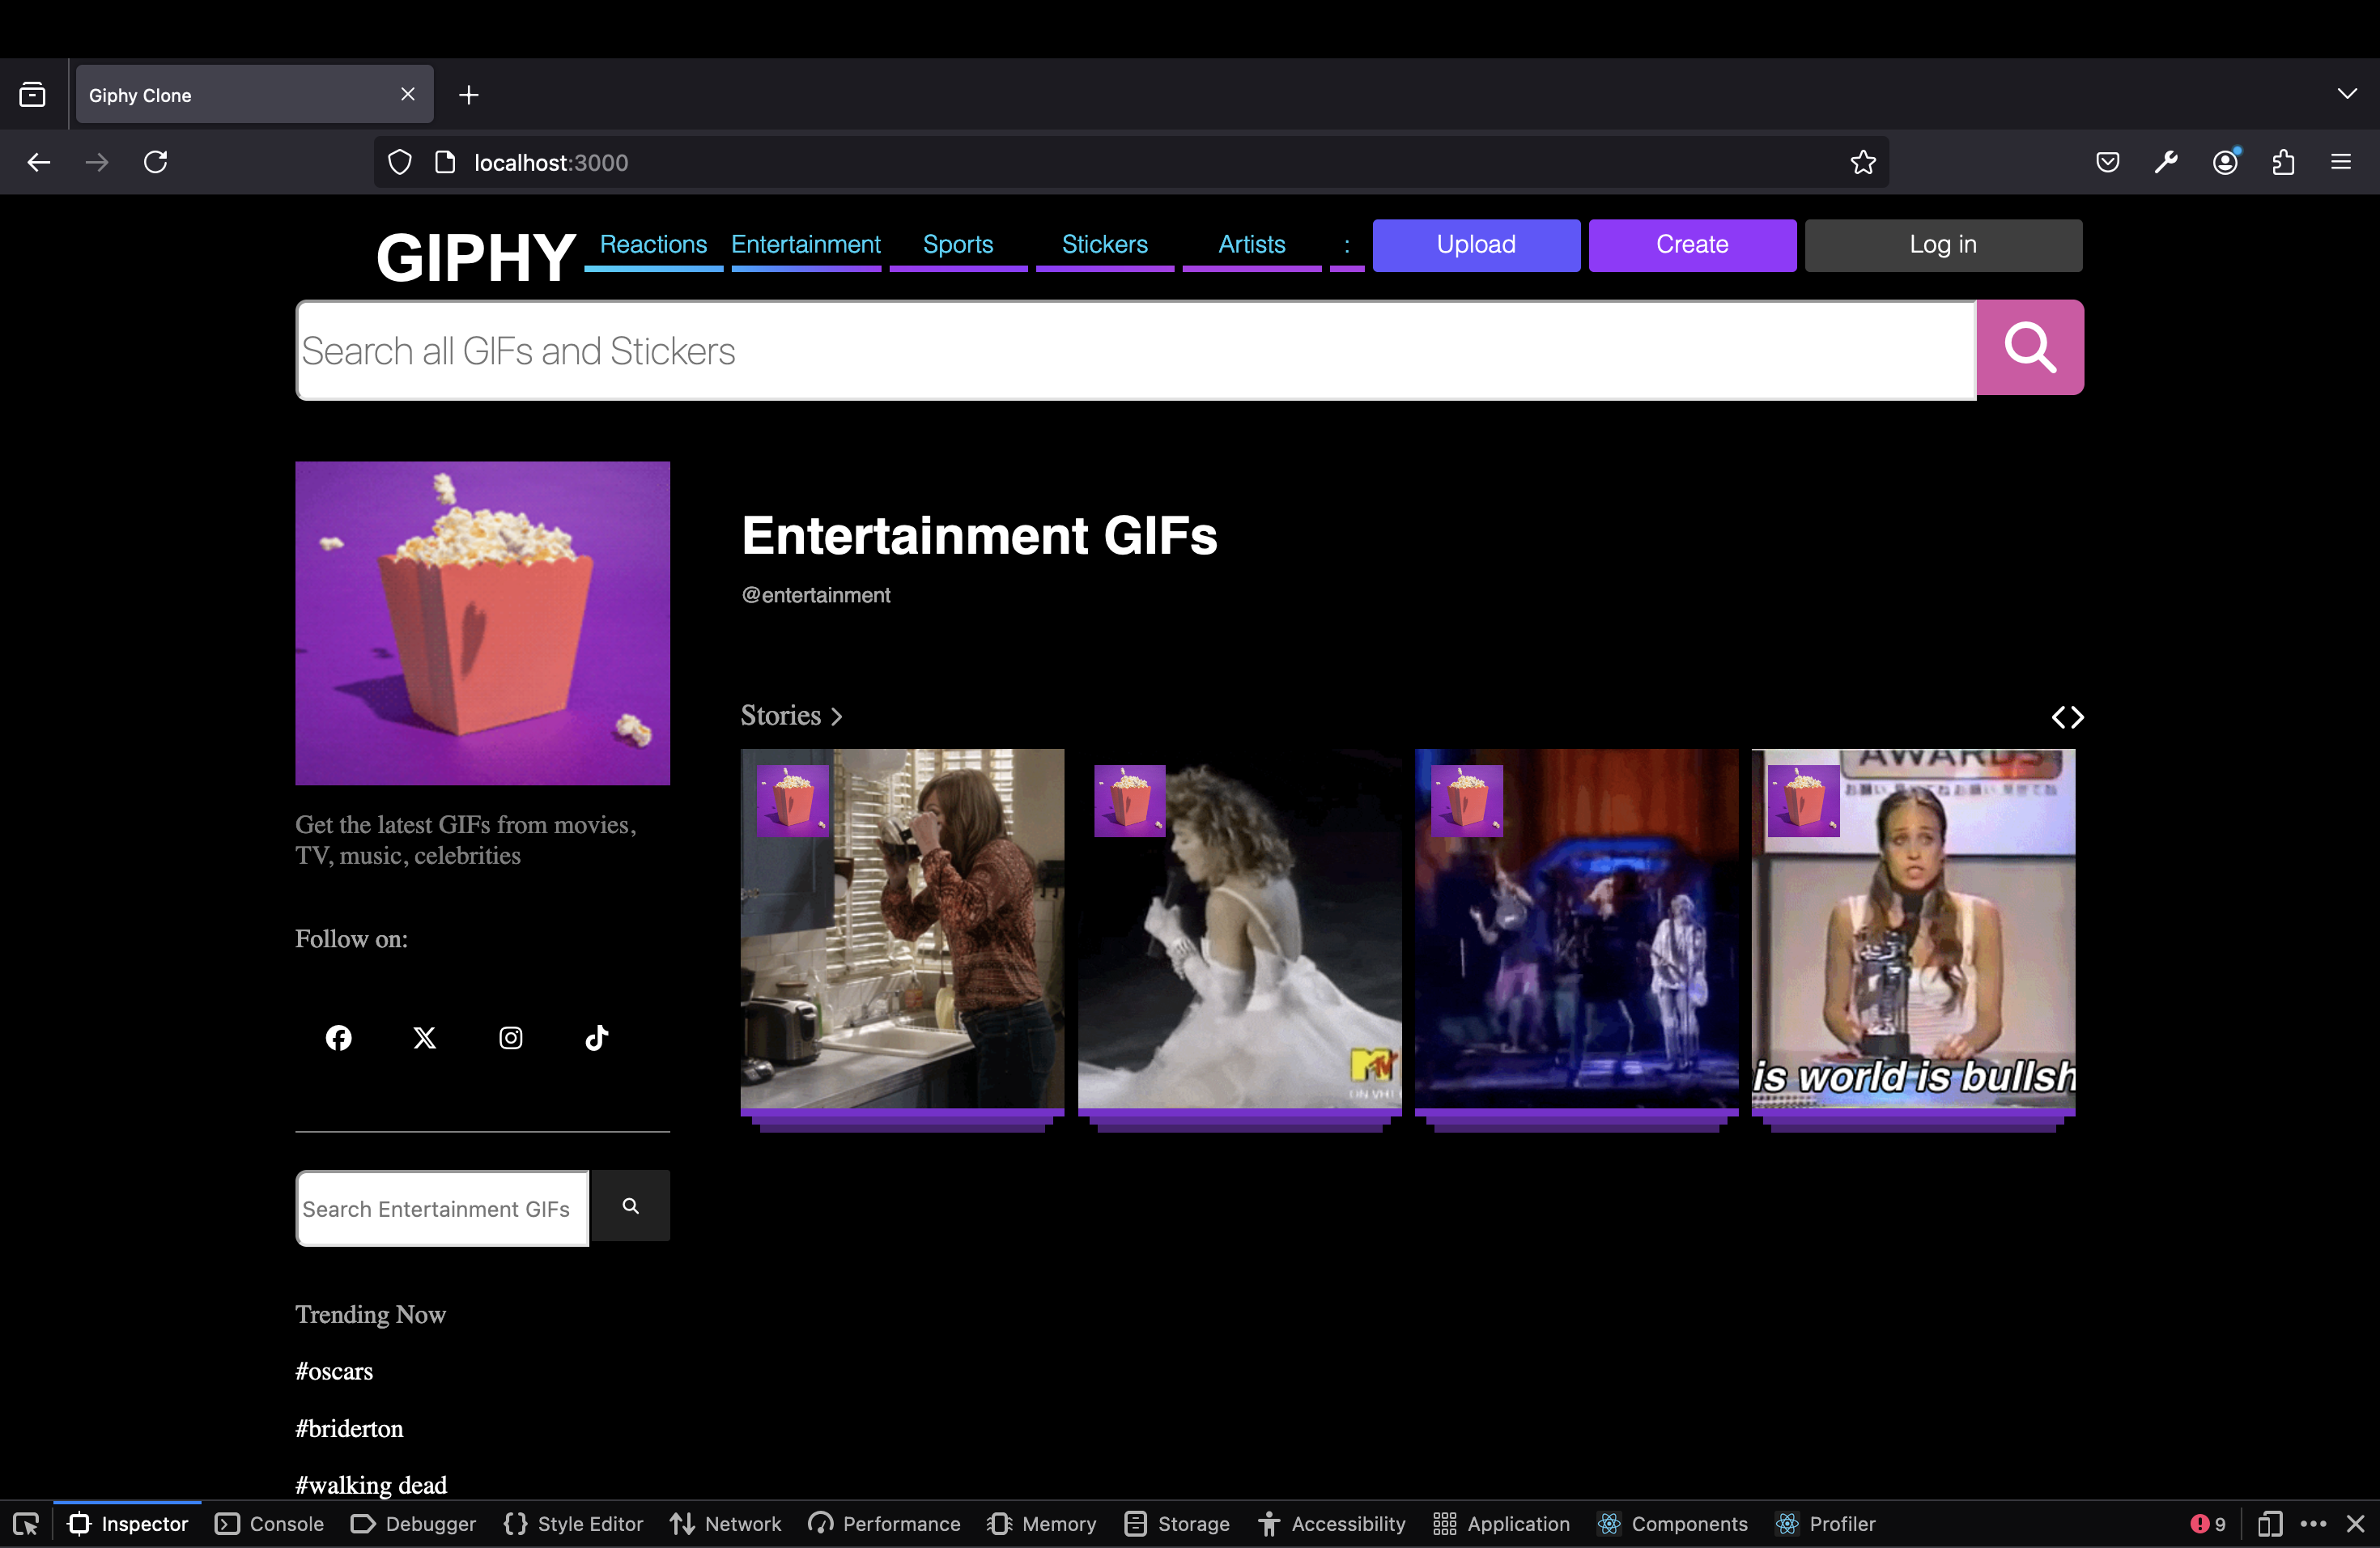 Giphy Clone
localhost:3000
GIPHY Reactions Entertainment Sports Stickers Artists : Upload Create Log in
Search all GIFs and Stickers
Entertainment GIFs
@entertainment
Stories
AWARDS
is world is bullsh
MTV
Get the latest GIFs from movies,
TV, music, celebrities
Follow on:
Search Entertainment GIFs
Trending Now
#oscars
#briderton
#walking dead
Inspector Console Debugger Style Editor Network Performance Memory Storage Accessibility Application Components Profiler 9